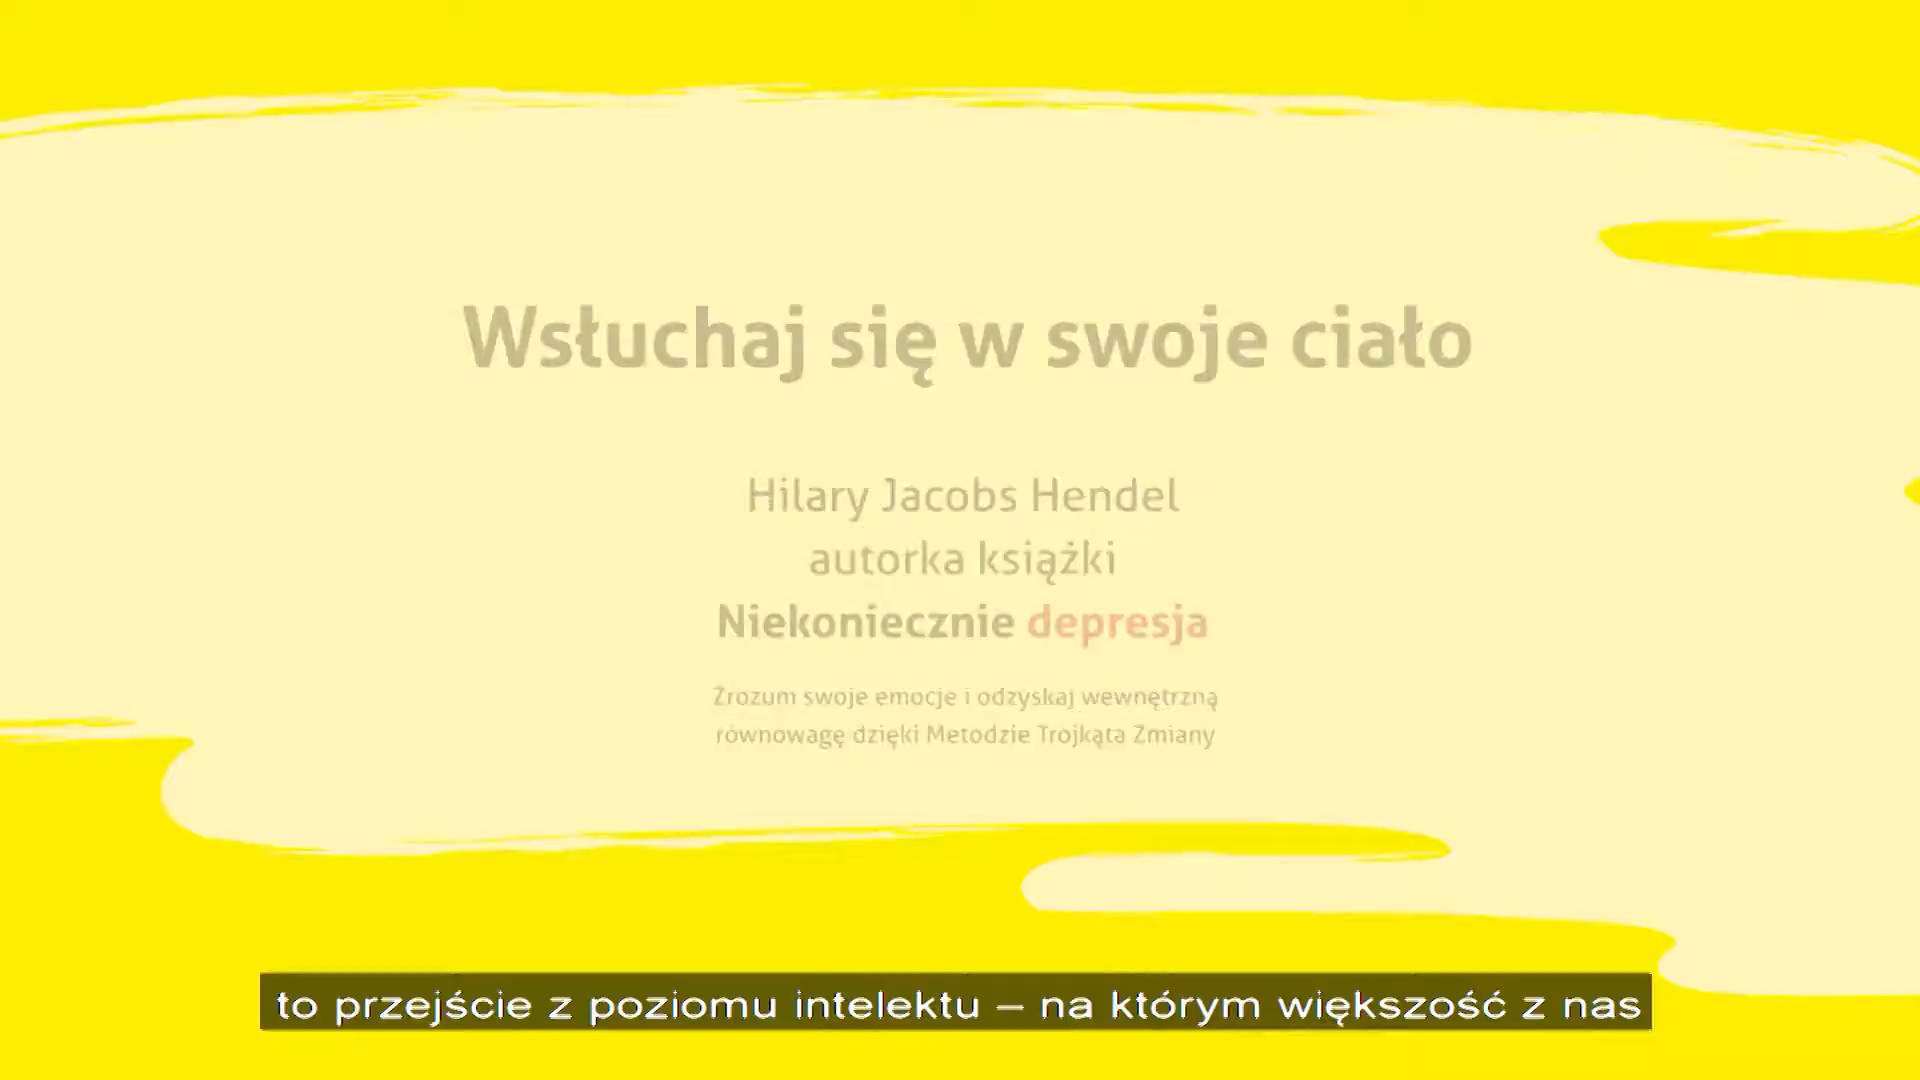 Wsłuchaj się w swoje ciało
Hilary Jacobs Hendel
autorka książki
Niekoniecznie depresja
Zrozum swoje emocje i odzyskaj wewnętrzną
równowagę dzięki Metodzie Trojkąta Zmiany
to przejście z poziomu intelektu – na którym większość z nas